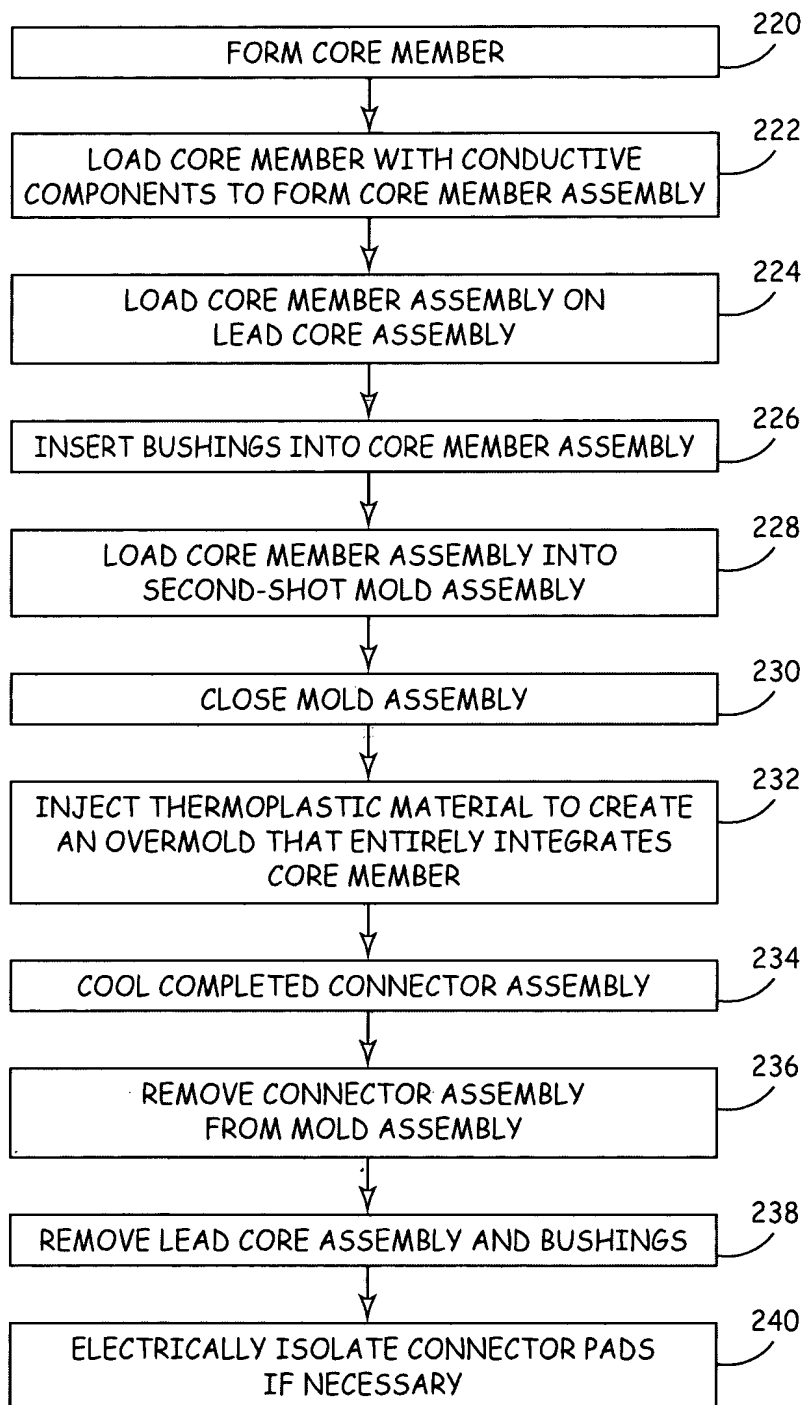 220
FORM CORE MEMBER
222
LOAD CORE MEMBER WITH CONDUCTIVE
COMPONENTS TO FORM CORE MEMBER ASSEMBLY
224
LOAD CORE MEMBER ASSEMBLY ON
LEAD CORE ASSEMBLY
226
INSERT BUSHINGS INTO CORE MEMBER ASSEMBLY
228
LOAD CORE MEMBER ASSEMBLY INTO
SECOND-SHOT MOLD ASSEMBLY
230
CLOSE MOLD ASSEMBLY
232
INJECT THERMOPLASTIC MATERIAL TO CREATE
AN OVERMOLD THAT ENTIRELY INTEGRATES
CORE MEMBER
234
COOL COMPLETED CONNECTOR ASSEMBLY
236
REMOVE CONNECTOR ASSEMBLY
FROM MOLD ASSEMBLY
238
REMOVE LEAD CORE ASSEMBLY AND BUSHINGS
240
ELECTRICALLY ISOLATE CONNECTOR PADS
IF NECESSARY